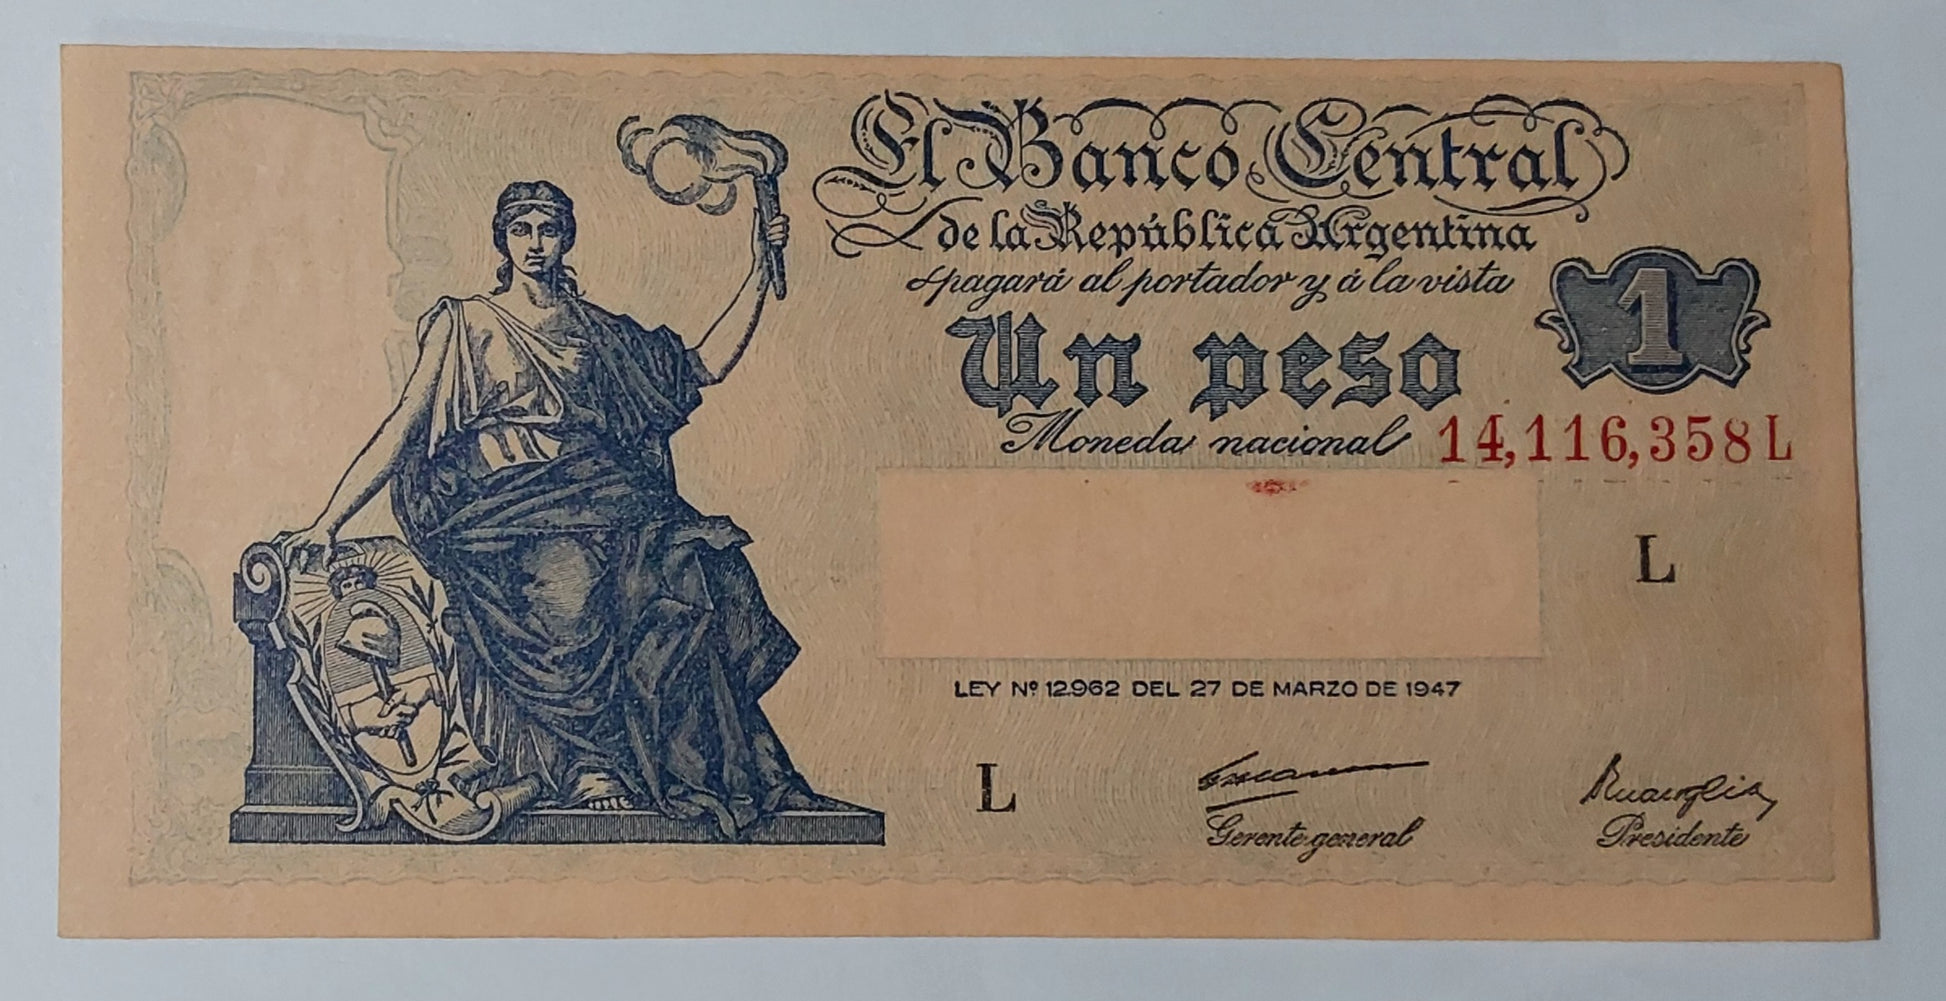 El Banco Central
de la República Argentina
pagará al portador y á la vista
1
Un peso
Moneda nacional 14,116,358L
L
LEY Nº 12.962 DEL 27 DE MARZO DE 1947
L
Gerente general
Presidente